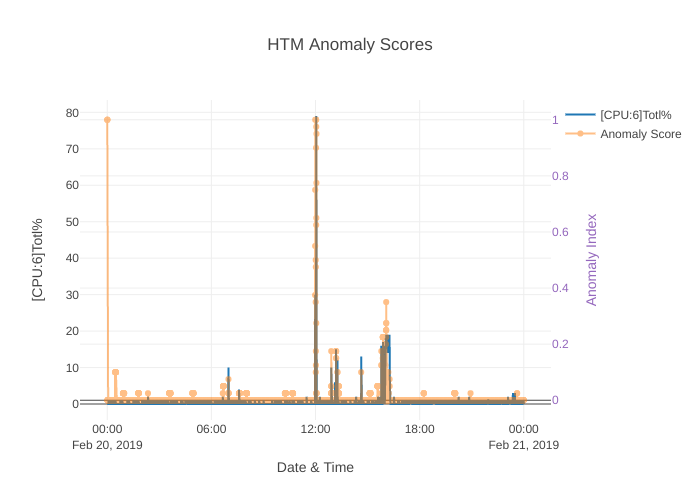 HTM Anomaly Scores
[CPU:6]Totl%
Anomaly Score
80
70
60
50
40
30
20
10
0
1
0.8
0.6
0.4
0.2
0
[CPU:6]Totl%
Anomaly Index
00:00
06:00
12:00
18:00
00:00
Feb 20, 2019
Feb 21, 2019
Date & Time